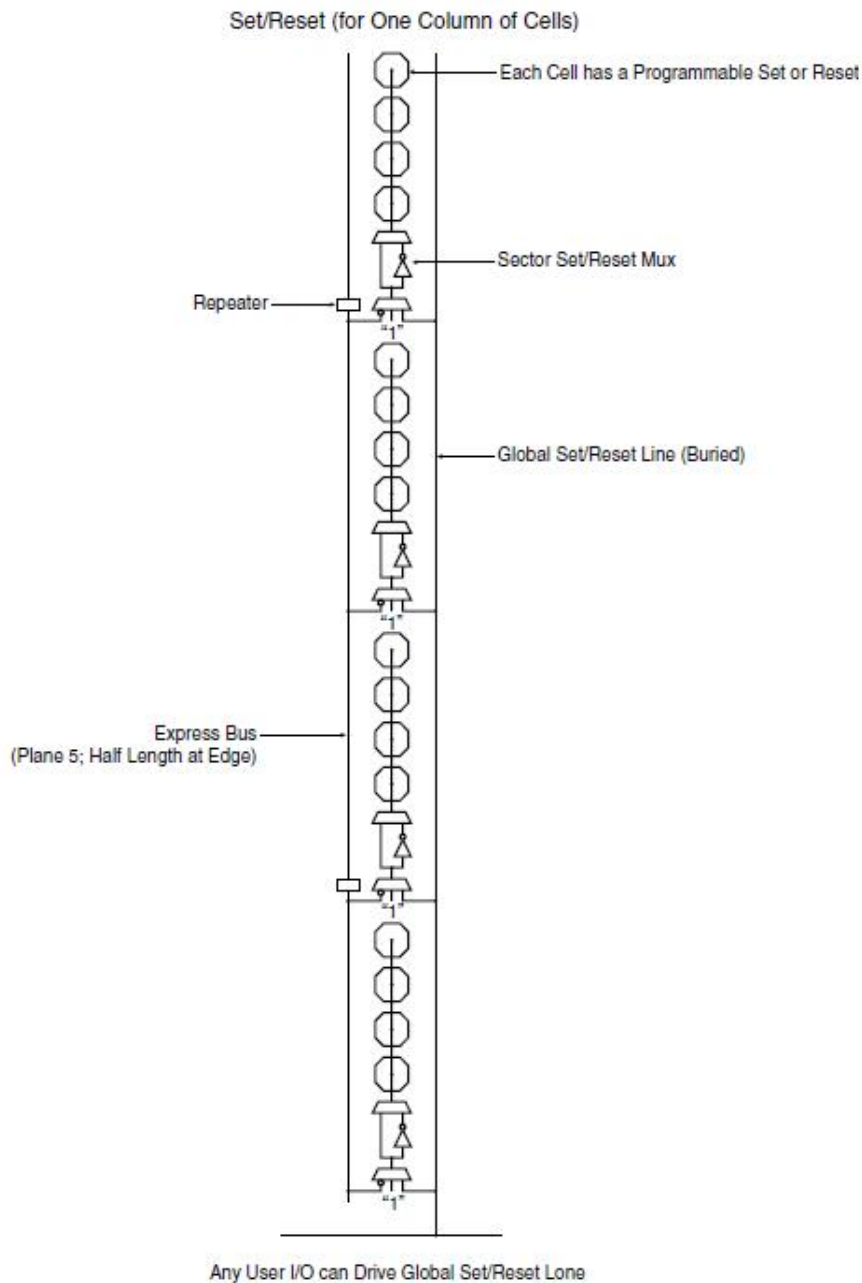 Set/Reset (for One Column of Cells)
Each Cell has a Programmable Set or Reset
Sector Set/Reset Mux
Repeater
“1”
“1”
Global Set/Reset Line (Buried)
“1”
Express Bus
(Plane 5; Half Length at Edge)
“1”
“1”
Any User I/O can Drive Global Set/Reset Lone